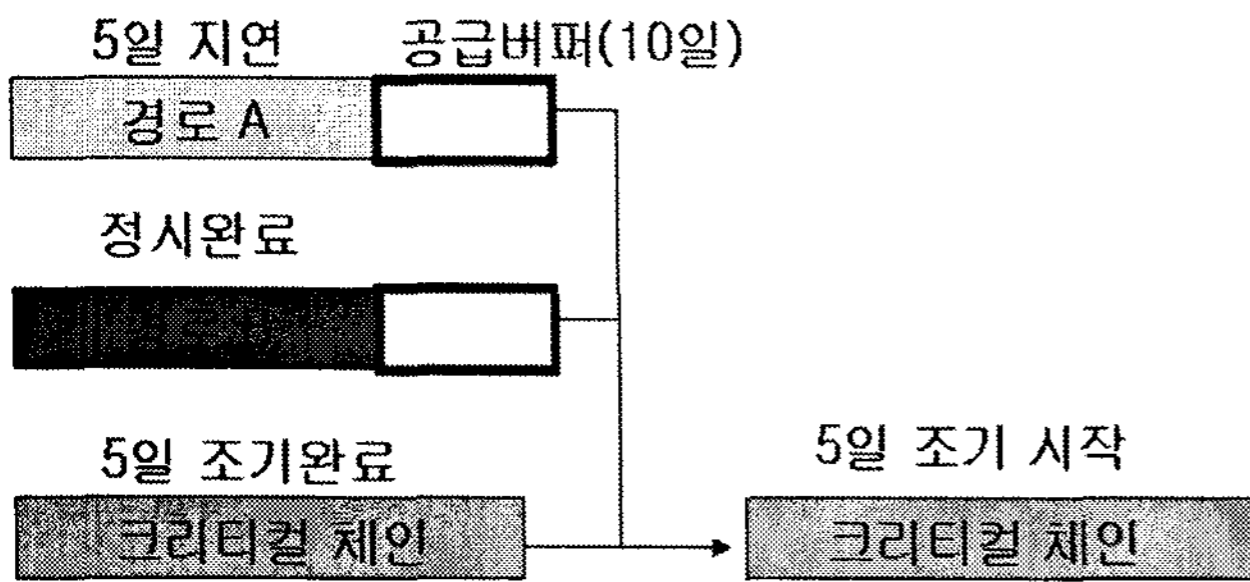 5일 지연 공급버퍼(10일)
경로 A
정시완료
5일 조기완료
5일 조기 시작
크리티컬 체인
크리티컬 체인